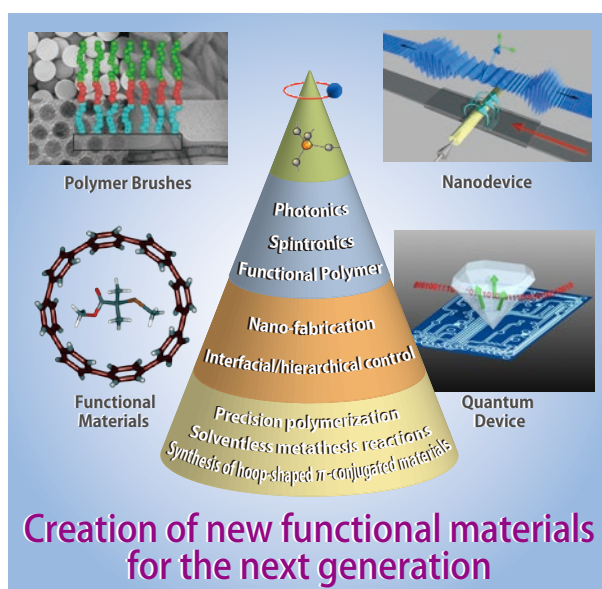 Polymer Brushes
Nanodevice
Photonics
Spintronics
Functional Polymer
Nano-fabrication
Interfacial/hierarchical control
Functional
Materials
Quantum
Device
Precision polymerization
Solventless metathesis reactions
Synthesis of hoop-shaped π-conjugated materials
Creation of new functional materials
for the next generation